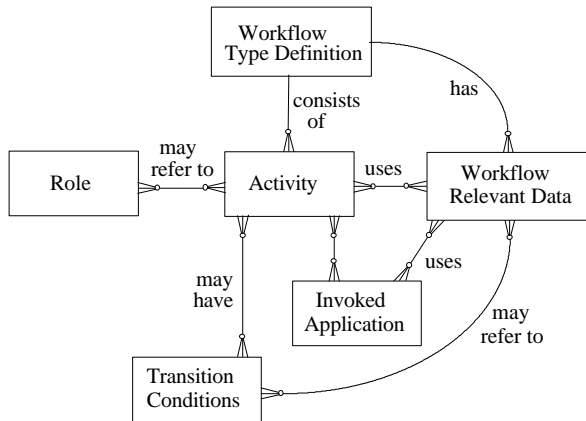 Workflow
Type Definition
consists
of
has
may
refer to
Role
Activity
uses
Workflow
Relevant Data
uses
may
have
Invoked
Application
may
refer to
Transition
Conditions